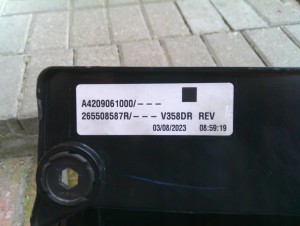 A4209061000/---
265508587R/--- V358DR REV
03/08/2023 08:59:19